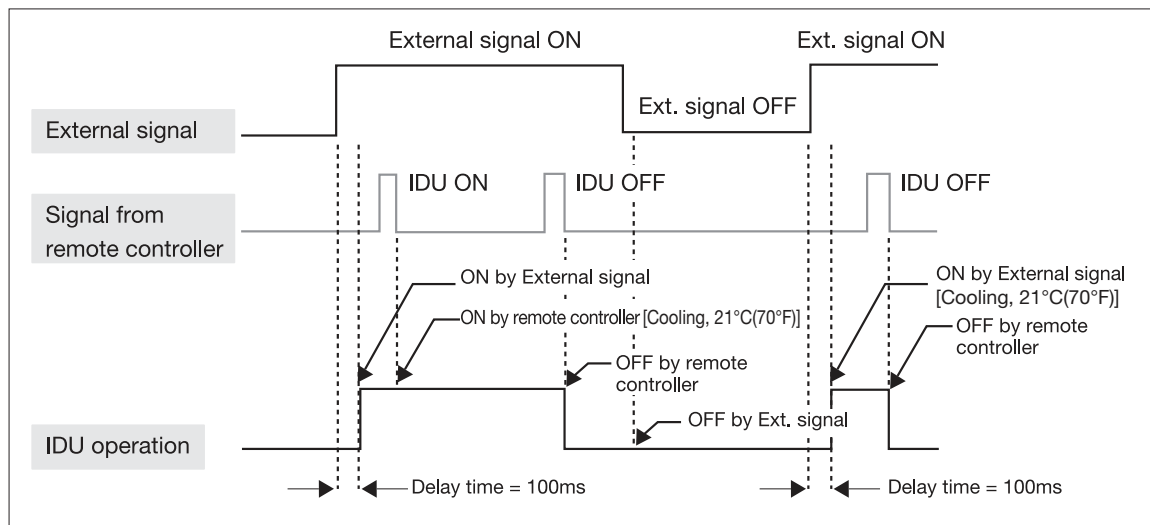 External signal ON
Ext. signal ON
Ext. signal OFF
External signal
IDU ON
IDU OFF
IDU OFF
Signal from
remote controller
ON by External signal
ON by remote controller [Cooling, 21°C(70°F)]
OFF by remote
controller
OFF by Ext. signal
ON by External signal
[Cooling, 21°C(70°F)]
OFF by remote
controller
IDU operation
Delay time = 100ms
Delay time = 100ms